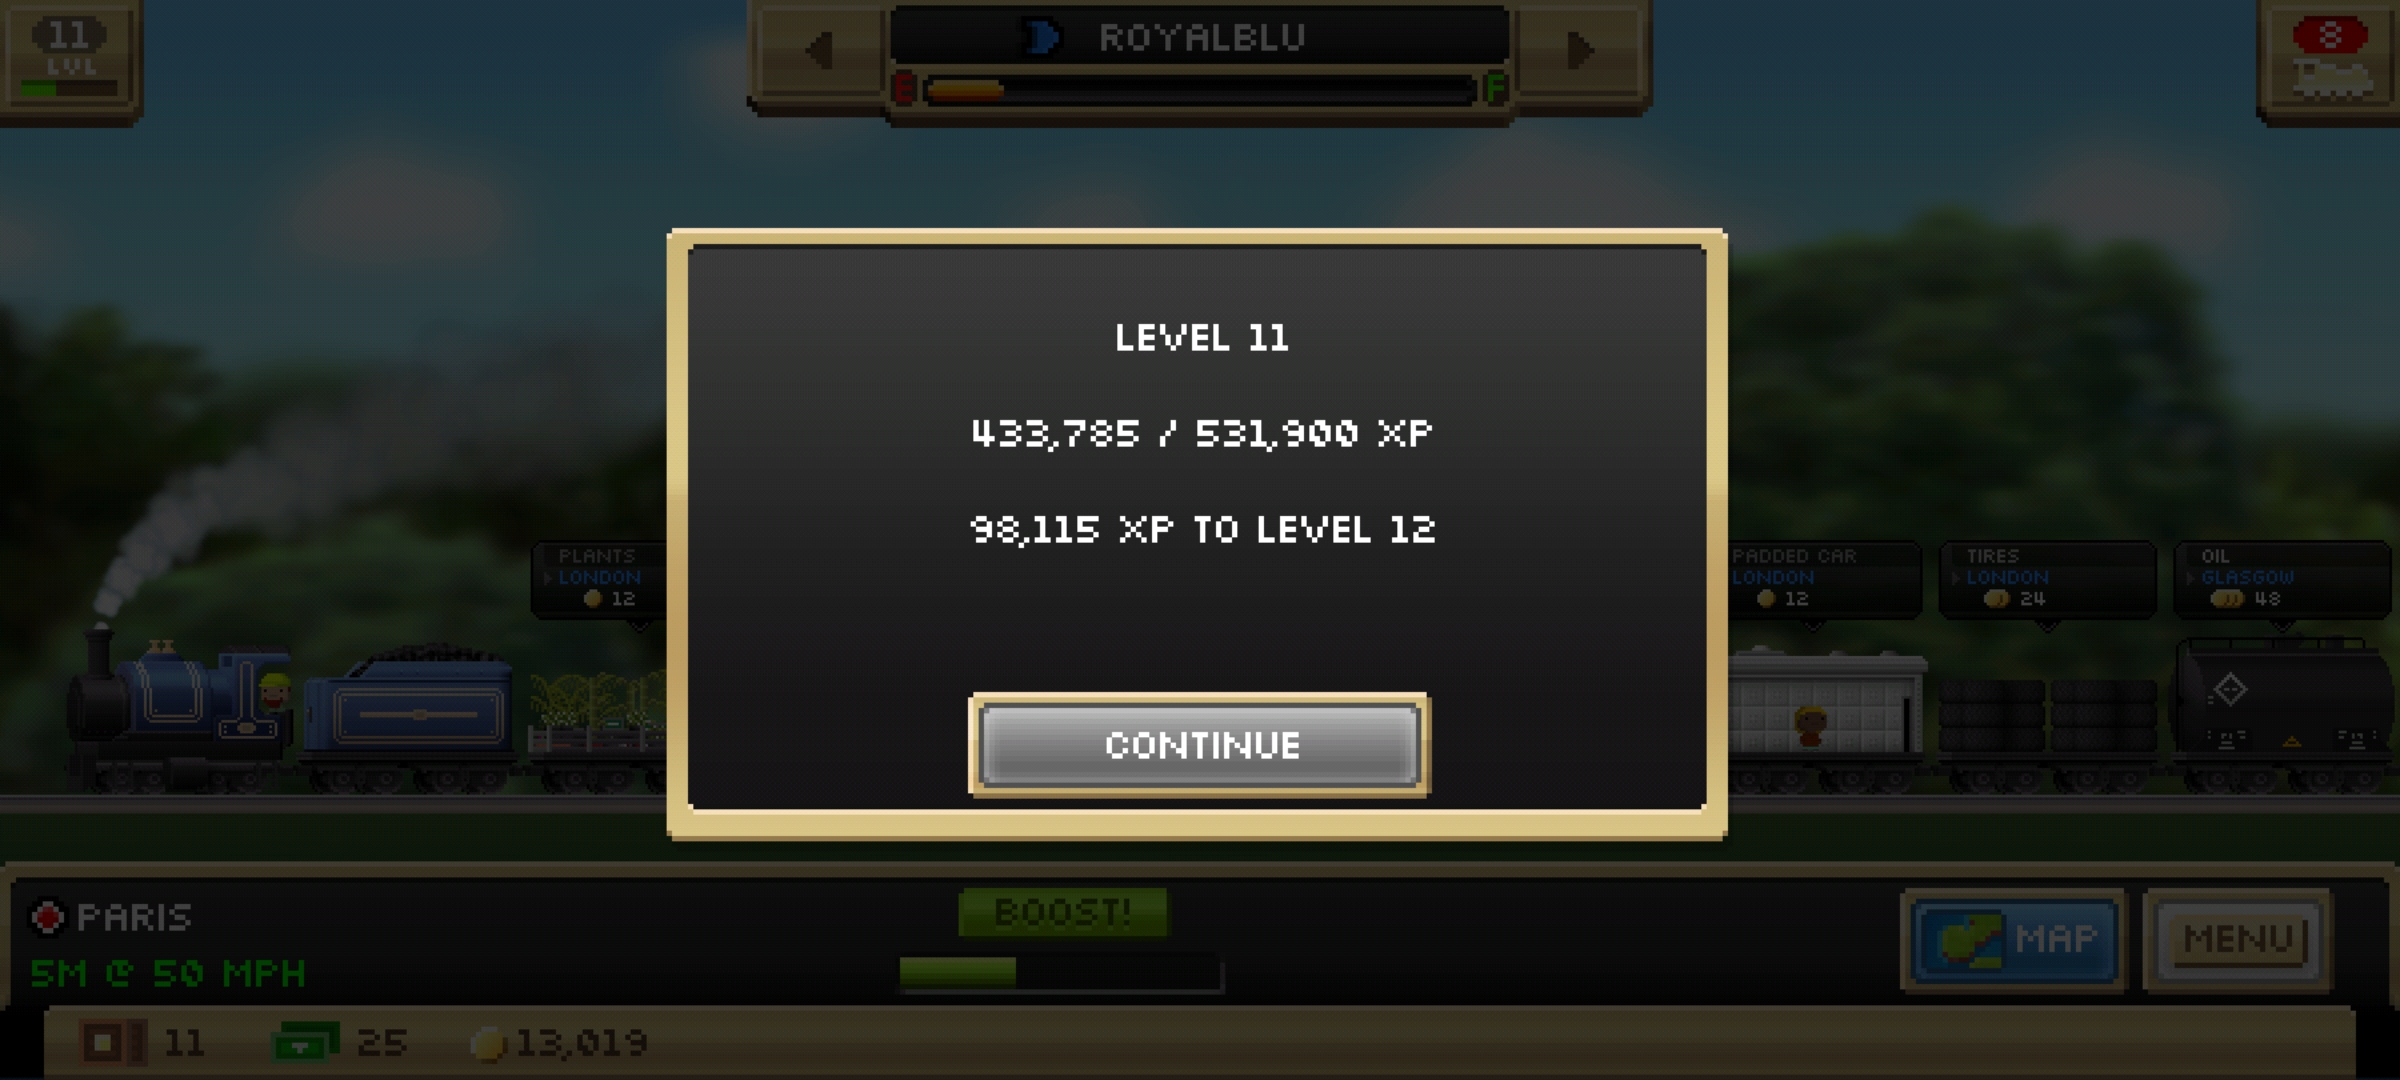 11
LVL
ROYALBLU
E
F
8
LEVEL 11
433,785 / 531,900 XP
98,115 XP TO LEVEL 12
CONTINUE
PLANTS
LONDON
12
PADDED CAR
LONDON
12
TIRES
LONDON
24
OIL
GLASGOW
48
PARIS
5M @ 50 MPH
BOOST!
MAP
MENU
11
25
13,019